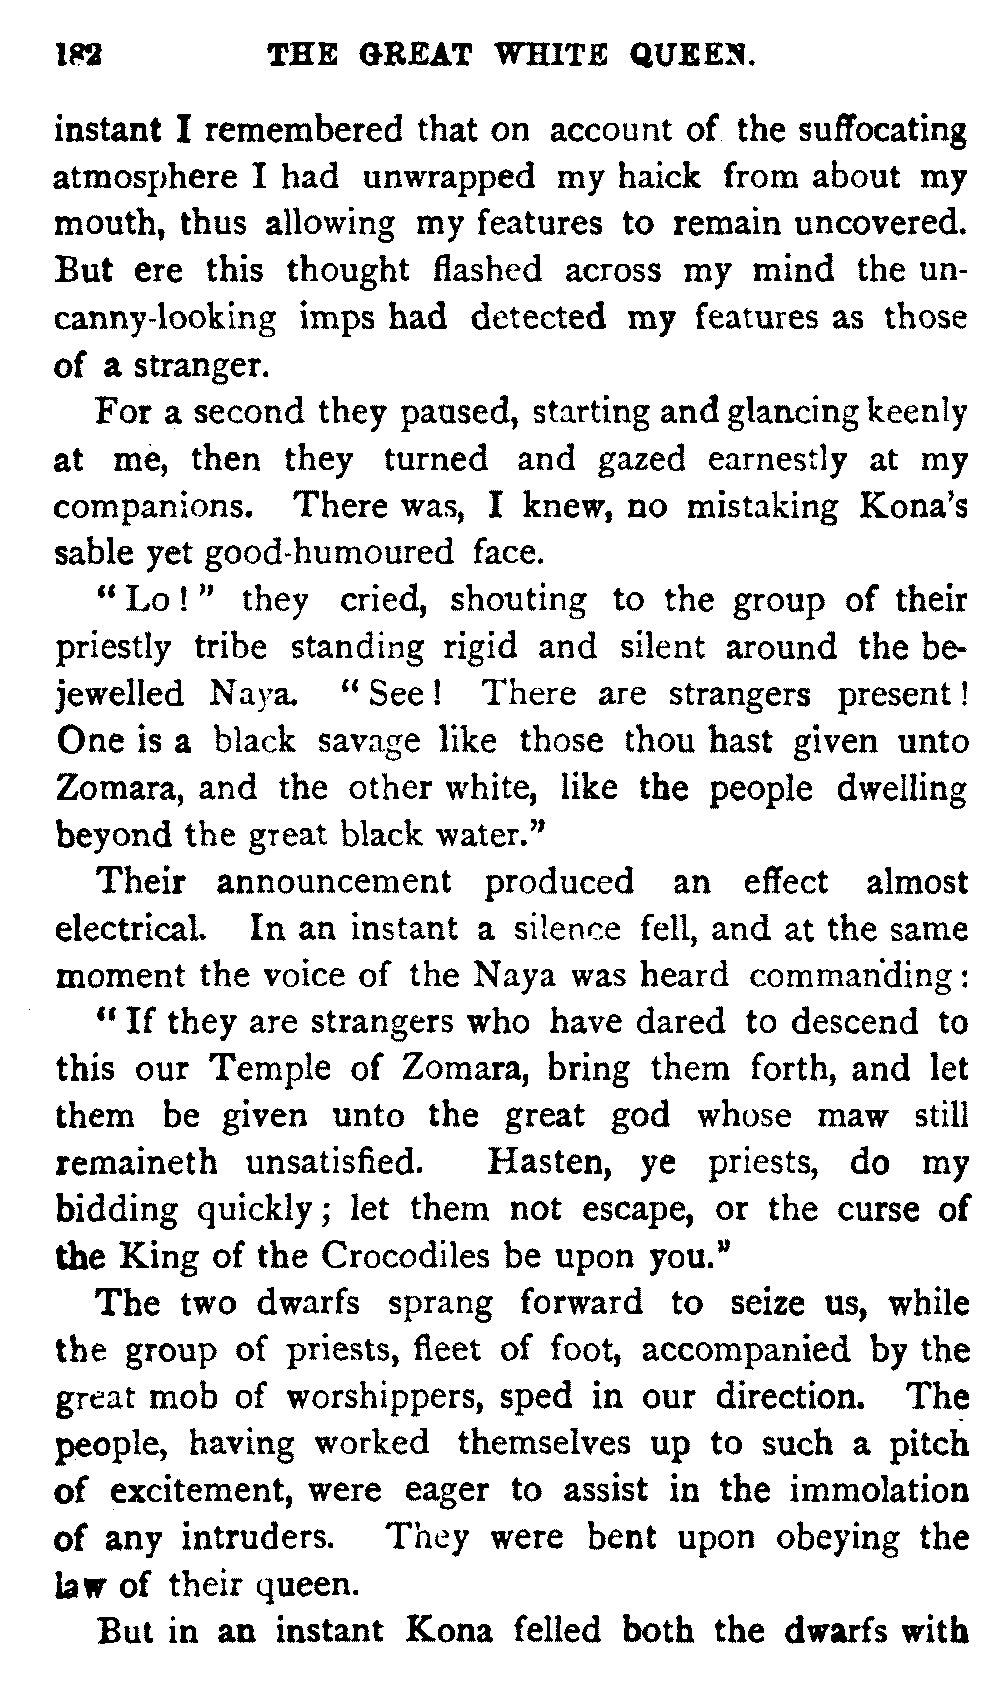 182 THE GREAT WHITE QUEEN.
instant I remembered that on account of the suffocating
atmosphere I had unwrapped my haick from about my
mouth, thus allowing my features to remain uncovered.
But ere this thought flashed across my mind the un-
canny-looking imps had detected my features as those
of a stranger.
For a second they paused, starting and glancing keenly
at me, then they turned and gazed earnestly at my
companions. There was, I knew, no mistaking Kona's
sable yet good-humoured face.
"Lo!" they cried, shouting to the group of their
priestly tribe standing rigid and silent around the be-
jewelled Naya. "See! There are strangers present!
One is a black savage like those thou hast given unto
Zomara, and the other white, like the people dwelling
beyond the great black water."
Their announcement produced an effect almost
electrical. In an instant a silence fell, and at the same
moment the voice of the Naya was heard commanding:
"If they are strangers who have dared to descend to
this our Temple of Zomara, bring them forth, and let
them be given unto the great god whose maw still
remaineth unsatisfied. Hasten, ye priests, do my
bidding quickly; let them not escape, or the curse of
the King of the Crocodiles be upon you."
The two dwarfs sprang forward to seize us, while
the group of priests, fleet of foot, accompanied by the
great mob of worshippers, sped in our direction. The
people, having worked themselves up to such a pitch
of excitement, were eager to assist in the immolation
of any intruders. They were bent upon obeying the
law of their queen.
But in an instant Kona felled both the dwarfs with